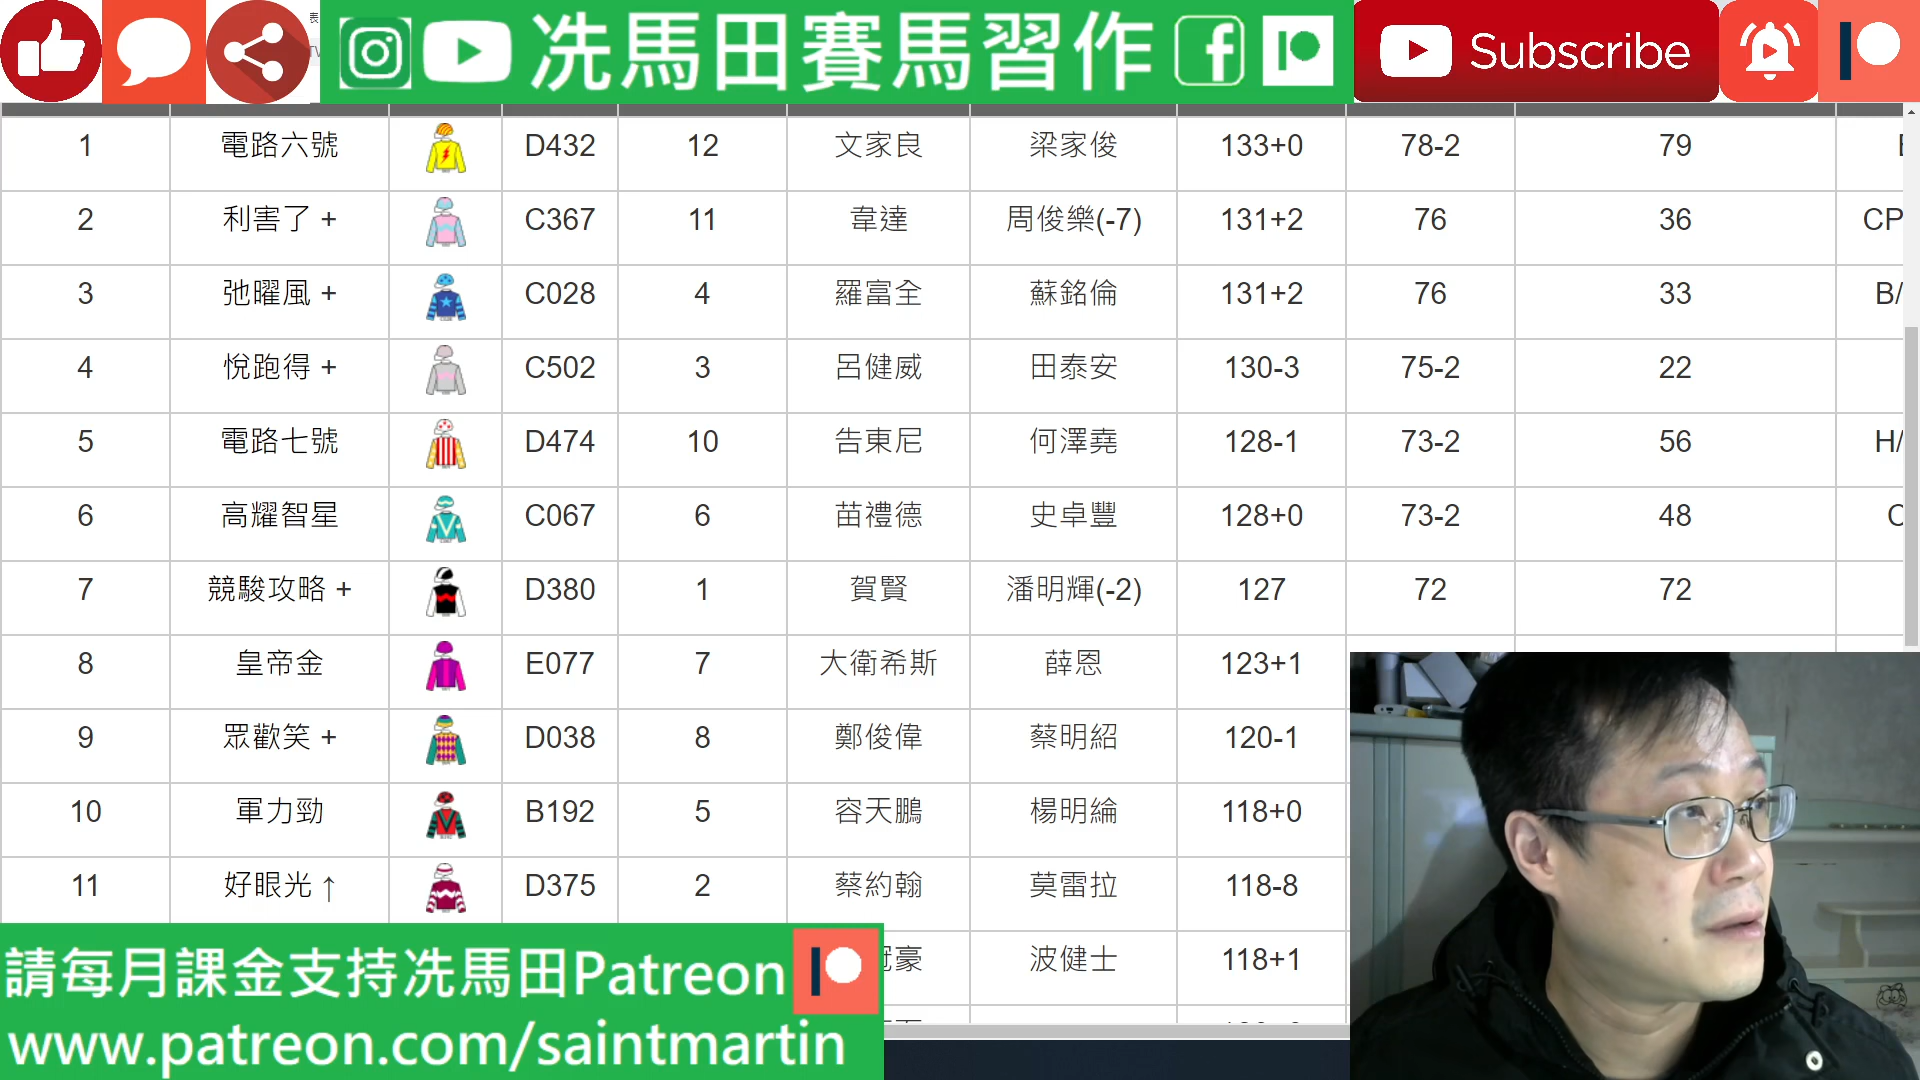 冼馬田賽馬習作
Subscribe
1 電路六號 D432 12 文家良 梁家俊 133+0 78-2 79
2 利害了 + C367 11 韋達 周俊樂(-7) 131+2 76 36 CP
3 弛曜風 + C028 4 羅富全 蘇銘倫 131+2 76 33 B/
4 悅跑得 + C502 3 呂健威 田泰安 130-3 75-2 22
5 電路七號 D474 10 告東尼 何澤堯 128-1 73-2 56 H/
6 高耀智星 C067 6 苗禮德 史卓豐 128+0 73-2 48
7 競駿攻略 + D380 1 賀賢 潘明輝(-2) 127 72 72
8 皇帝金 E077 7 大衛希斯 薛恩 123+1
9 眾歡笑 + D038 8 鄭俊偉 蔡明紹 120-1
10 軍力勁 B192 5 容天鵬 楊明綸 118+0
11 好眼光 ↑ D375 2 蔡約翰 莫雷拉 118-8
豪 波健士 118+1
請每月課金支持冼馬田Patreon
www.patreon.com/saintmartin